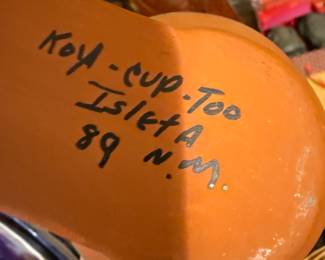 KOYA-CUP-TOO
IsletA
89 N.M.